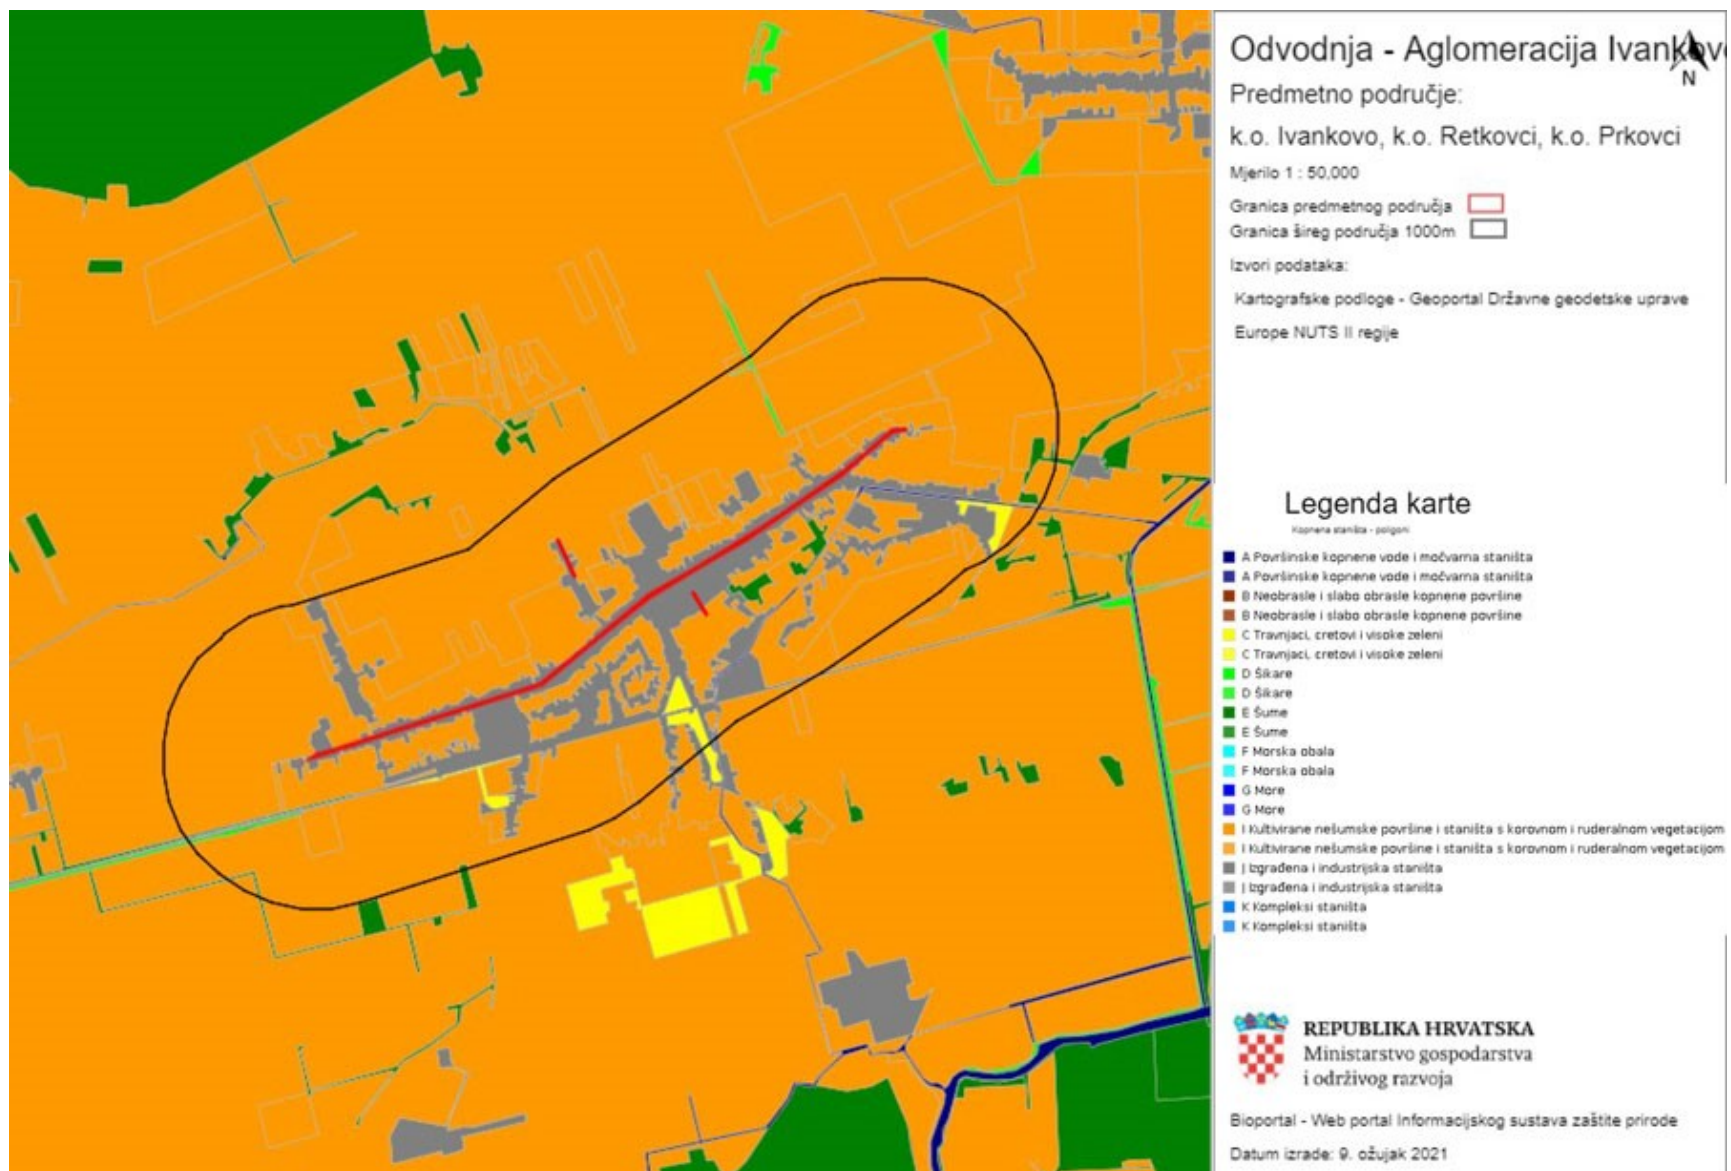 Odvodnja - Aglomeracija Ivankovo
N
Predmetno područje:
k.o. Ivankovo, k.o. Retkovci, k.o. Prkovci
Mjerilo 1 : 50,000
Granica predmetnog područja
Granica šireg područja 1000m
Izvori podataka:
Kartografske podloge - Geoportal Državne geodetske uprave
Europe NUTS II regije
Legenda karte
Kopnena staništa - poligoni
A Površinske kopnene vode i močvarna staništa
A Površinske kopnene vode i močvarna staništa
B Neobrasle i slabo obrasle kopnene površine
B Neobrasle i slabo obrasle kopnene površine
C Travnjaci, cretovi i visoke zeleni
C Travnjaci, cretovi i visoke zeleni
D Šikare
D Šikare
E Šume
E Šume
F Morska obala
F Morska obala
G More
G More
I Kultivirane nešumske površine i staništa s korovnom i ruderalnom vegetacijom
I Kultivirane nešumske površine i staništa s korovnom i ruderalnom vegetacijom
J Izgrađena i industrijska staništa
J Izgrađena i industrijska staništa
K Kompleksi staništa
K Kompleksi staništa
REPUBLIKA HRVATSKA
Ministarstvo gospodarstva
i održivog razvoja
Bioportal - Web portal Informacijskog sustava zaštite prirode
Datum izrade: 9. ožujak 2021